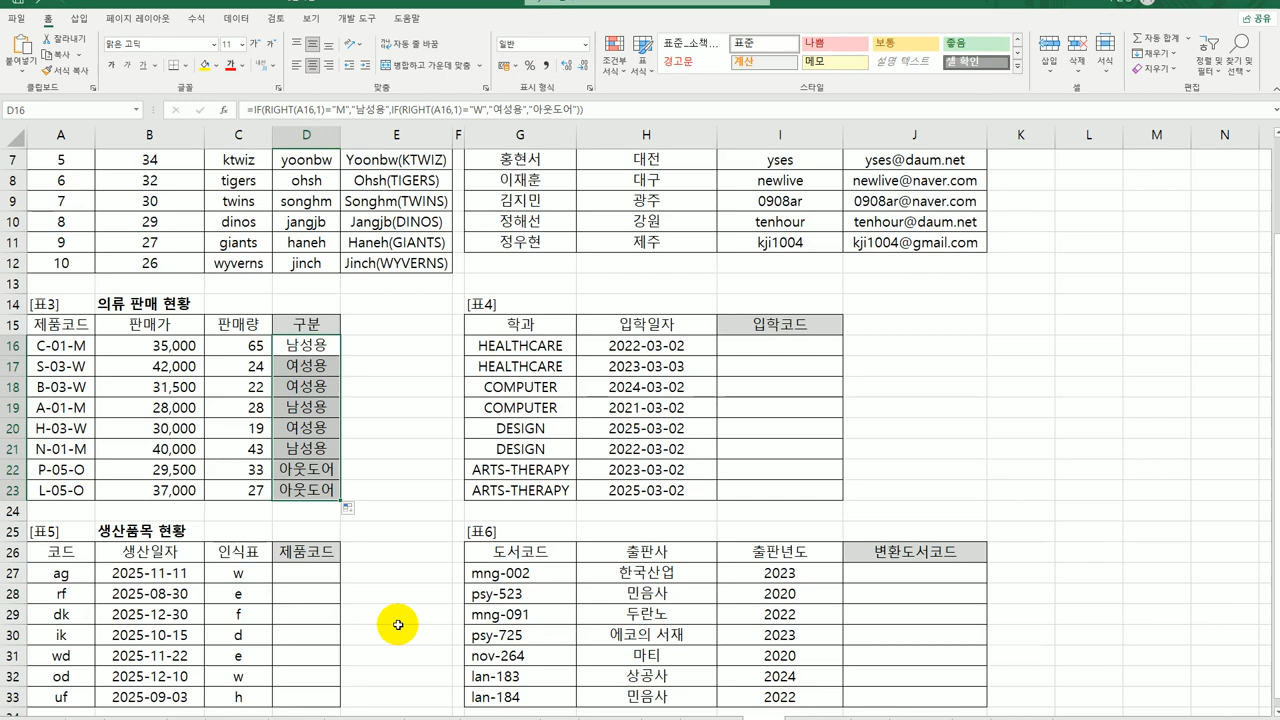 파일 홈 삽입 페이지 레이아웃 수식 데이터 검토 보기 개발 도구 도움말 공유
붙여넣기 잘라내기 복사 서식 복사 맑은 고딕 11 가 가 가 가 가 가 자동 줄 바꿈 병합하고 가운데 맞춤 일반 % 조건부 서식 표 서식 표준_소책... 표준 나쁨 보통 좋음
경고문 계산 메모 설명 텍스트 셀 확인 삽입 삭제 서식 자동 합계 채우기 지우기 정렬 및 필터 찾기 및 선택
클립보드 글꼴 맞춤 표시 형식 스타일 셀 편집
D16 fx =IF(RIGHT(A16,1)="M","남성용",IF(RIGHT(A16,1)="W","여성용","아웃도어"))
A B C D E F G H I J K L M N
7 5 34 ktwiz yoonbw Yoonbw(KTWIZ) 홍현서 대전 yses yses@daum.net
8 6 32 tigers ohsh Ohsh(TIGERS) 이재훈 대구 newlive newlive@naver.com
9 7 30 twins songhm Songhm(TWINS) 김지민 광주 0908ar 0908ar@naver.com
10 8 29 dinos jangjb Jangjb(DINOS) 정해선 강원 tenhour tenhour@daum.net
11 9 27 giants haneh Haneh(GIANTS) 정우현 제주 kji1004 kji1004@gmail.com
12 10 26 wyverns jinch Jinch(WYVERNS)
13
14 [표3] 의류 판매 현황 [표4]
15 제품코드 판매가 판매량 구분 학과 입학일자 입학코드
16 C-01-M 35,000 65 남성용 HEALTHCARE 2022-03-02
17 S-03-W 42,000 24 여성용 HEALTHCARE 2023-03-03
18 B-03-W 31,500 22 여성용 COMPUTER 2024-03-02
19 A-01-M 28,000 28 남성용 COMPUTER 2021-03-02
20 H-03-W 30,000 19 여성용 DESIGN 2025-03-02
21 N-01-M 40,000 43 남성용 DESIGN 2022-03-02
22 P-05-O 29,500 33 아웃도어 ARTS-THERAPY 2023-03-02
23 L-05-O 37,000 27 아웃도어 ARTS-THERAPY 2025-03-02
24
25 [표5] 생산품목 현황 [표6]
26 코드 생산일자 인식표 제품코드 도서코드 출판사 출판년도 변환도서코드
27 ag 2025-11-11 w mng-002 한국산업 2023
28 rf 2025-08-30 e psy-523 민음사 2020
29 dk 2025-12-30 f mng-091 두란노 2022
30 ik 2025-10-15 d psy-725 에코의 서재 2023
31 wd 2025-11-22 e nov-264 마티 2020
32 od 2025-12-10 w lan-183 상공사 2024
33 uf 2025-09-03 h lan-184 민음사 2022